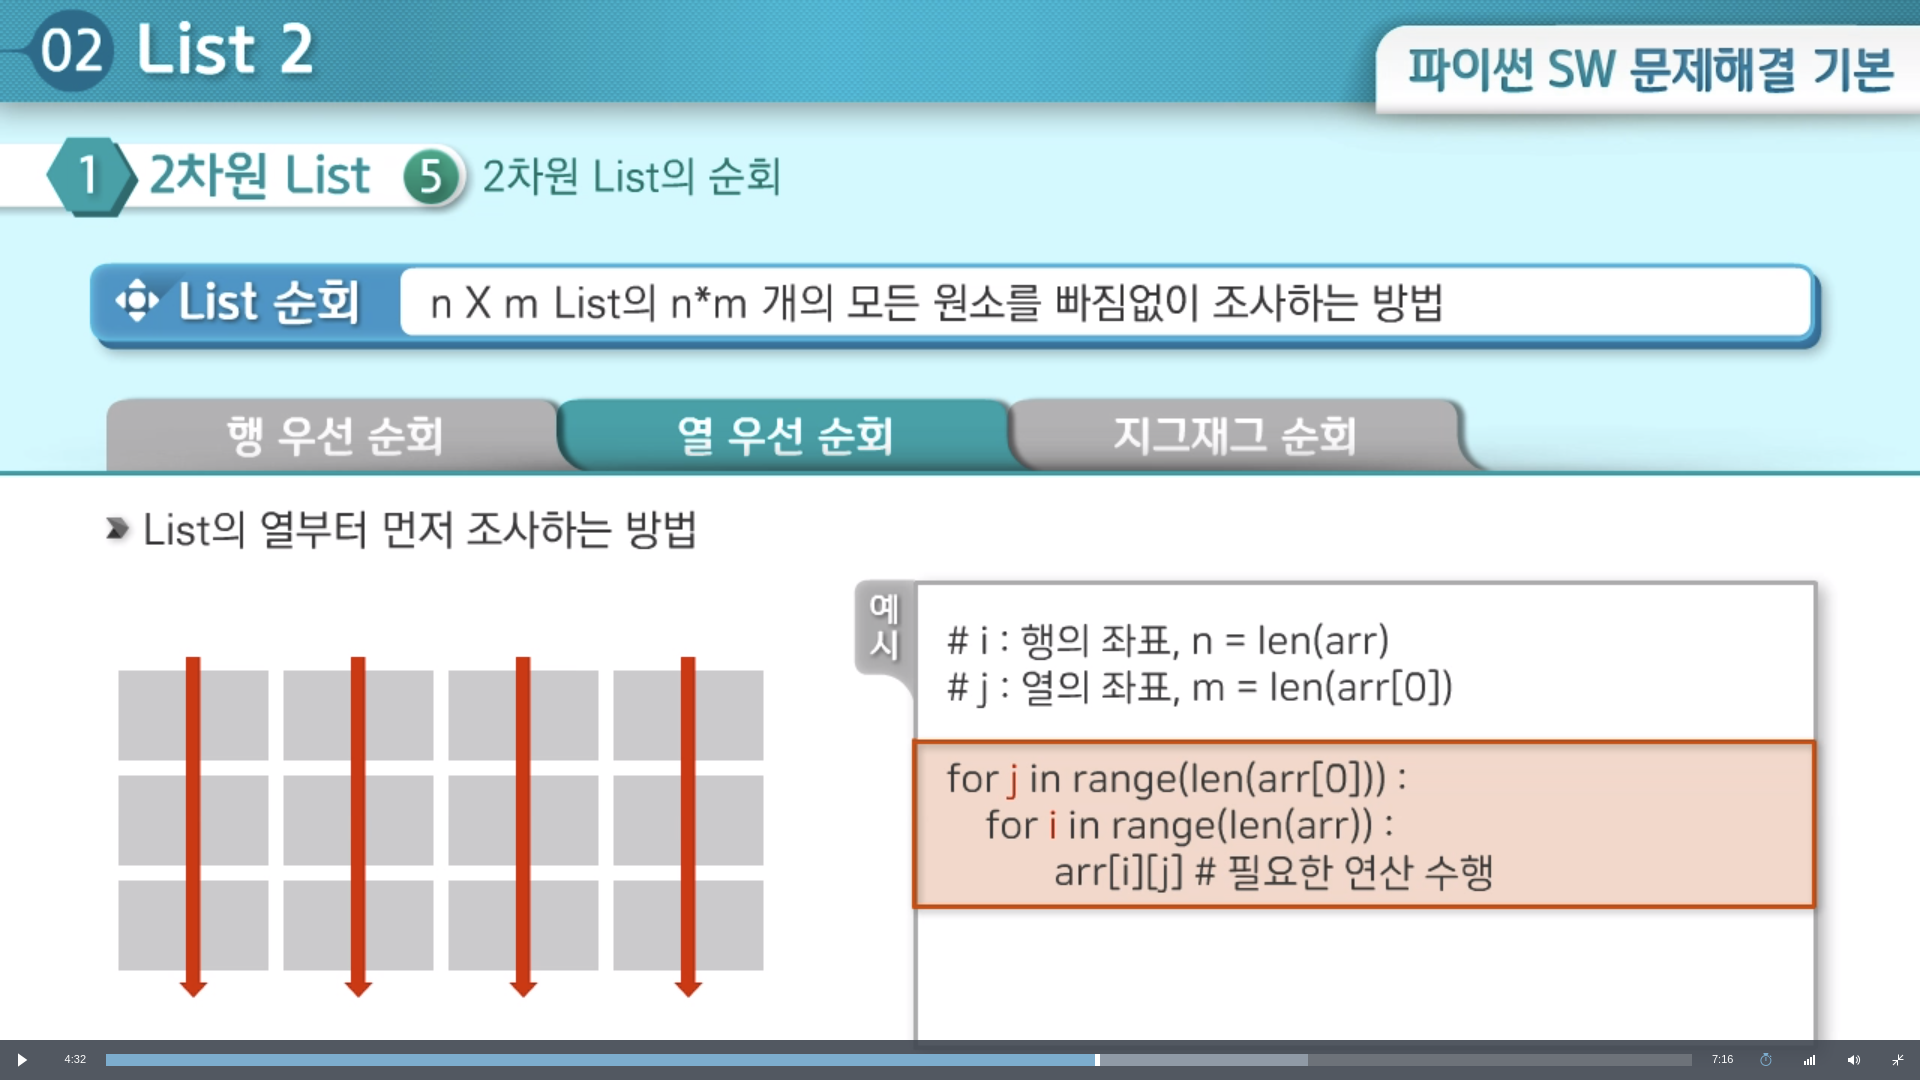 02 List 2
파이썬 SW 문제해결 기본
1 2차원 List 5 2차원 List의 순회
List 순회 n X m List의 n*m 개의 모든 원소를 빠짐없이 조사하는 방법
행 우선 순회 열 우선 순회 지그재그 순회
List의 열부터 먼저 조사하는 방법
예시
# i : 행의 좌표, n = len(arr)
# j : 열의 좌표, m = len(arr[0])
for j in range(len(arr[0])) :
for i in range(len(arr)) :
arr[i][j] # 필요한 연산 수행
4:32 7:16